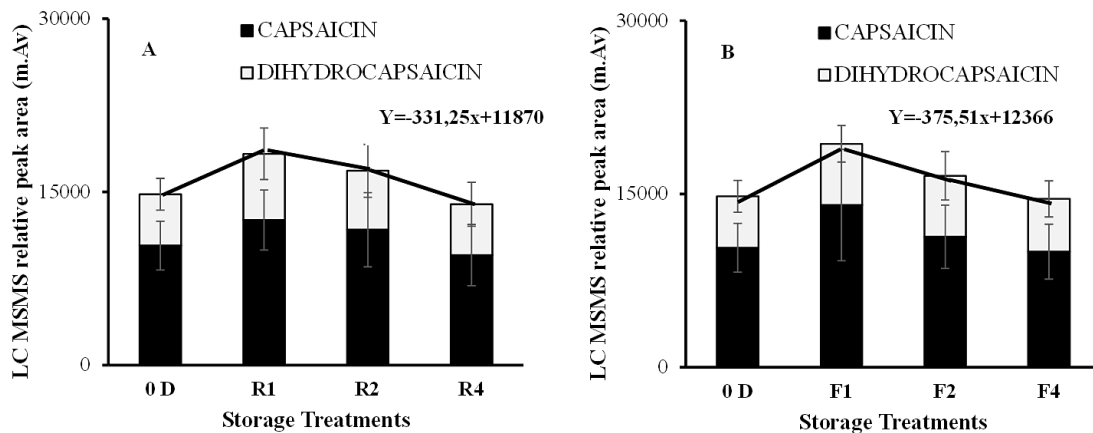 LC MSMS relative peak area (m.Av)
30000
15000
0
A
CAPSAICIN
DIHYDROCAPSAICIN
Y=-331,25x+11870
0 D R1 R2 R4
Storage Treatments
LC MSMS relative peak area (m.Av)
30000
15000
0
B
CAPSAICIN
DIHYDROCAPSAICIN
Y=-375,51x+12366
0 D F1 F2 F4
Storage Treatments